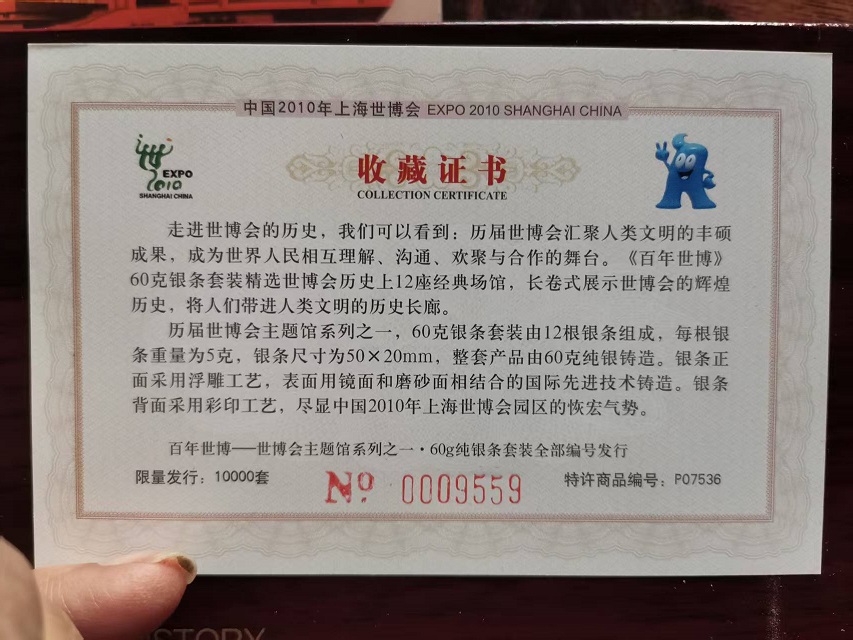 中国2010年上海世博会 EXPO 2010 SHANGHAI CHINA
EXPO
2010
SHANGHAI CHINA
收藏证书
COLLECTION CERTIFICATE
走进世博会的历史，我们可以看到：历届世博会汇聚人类文明的丰硕
成果，成为世界人民相互理解、沟通、欢聚与合作的舞台。《百年世博》
60克银条套装精选世博会历史上12座经典场馆，长卷式展示世博会的辉煌
历史，将人们带进人类文明的历史长廊。
历届世博会主题馆系列之一，60克银条套装由12根银条组成，每根银
条重量为5克，银条尺寸为50×20mm，整套产品由60克纯银铸造。银条正
面采用浮雕工艺，表面用镜面和磨砂面相结合的国际先进技术铸造。银条
背面采用彩印工艺，尽显中国2010年上海世博会园区的恢宏气势。
百年世博——世博会主题馆系列之一·60g纯银条套装全部编号发行
限量发行：10000套 Nº 0009559 特许商品编号：P07536
STORY